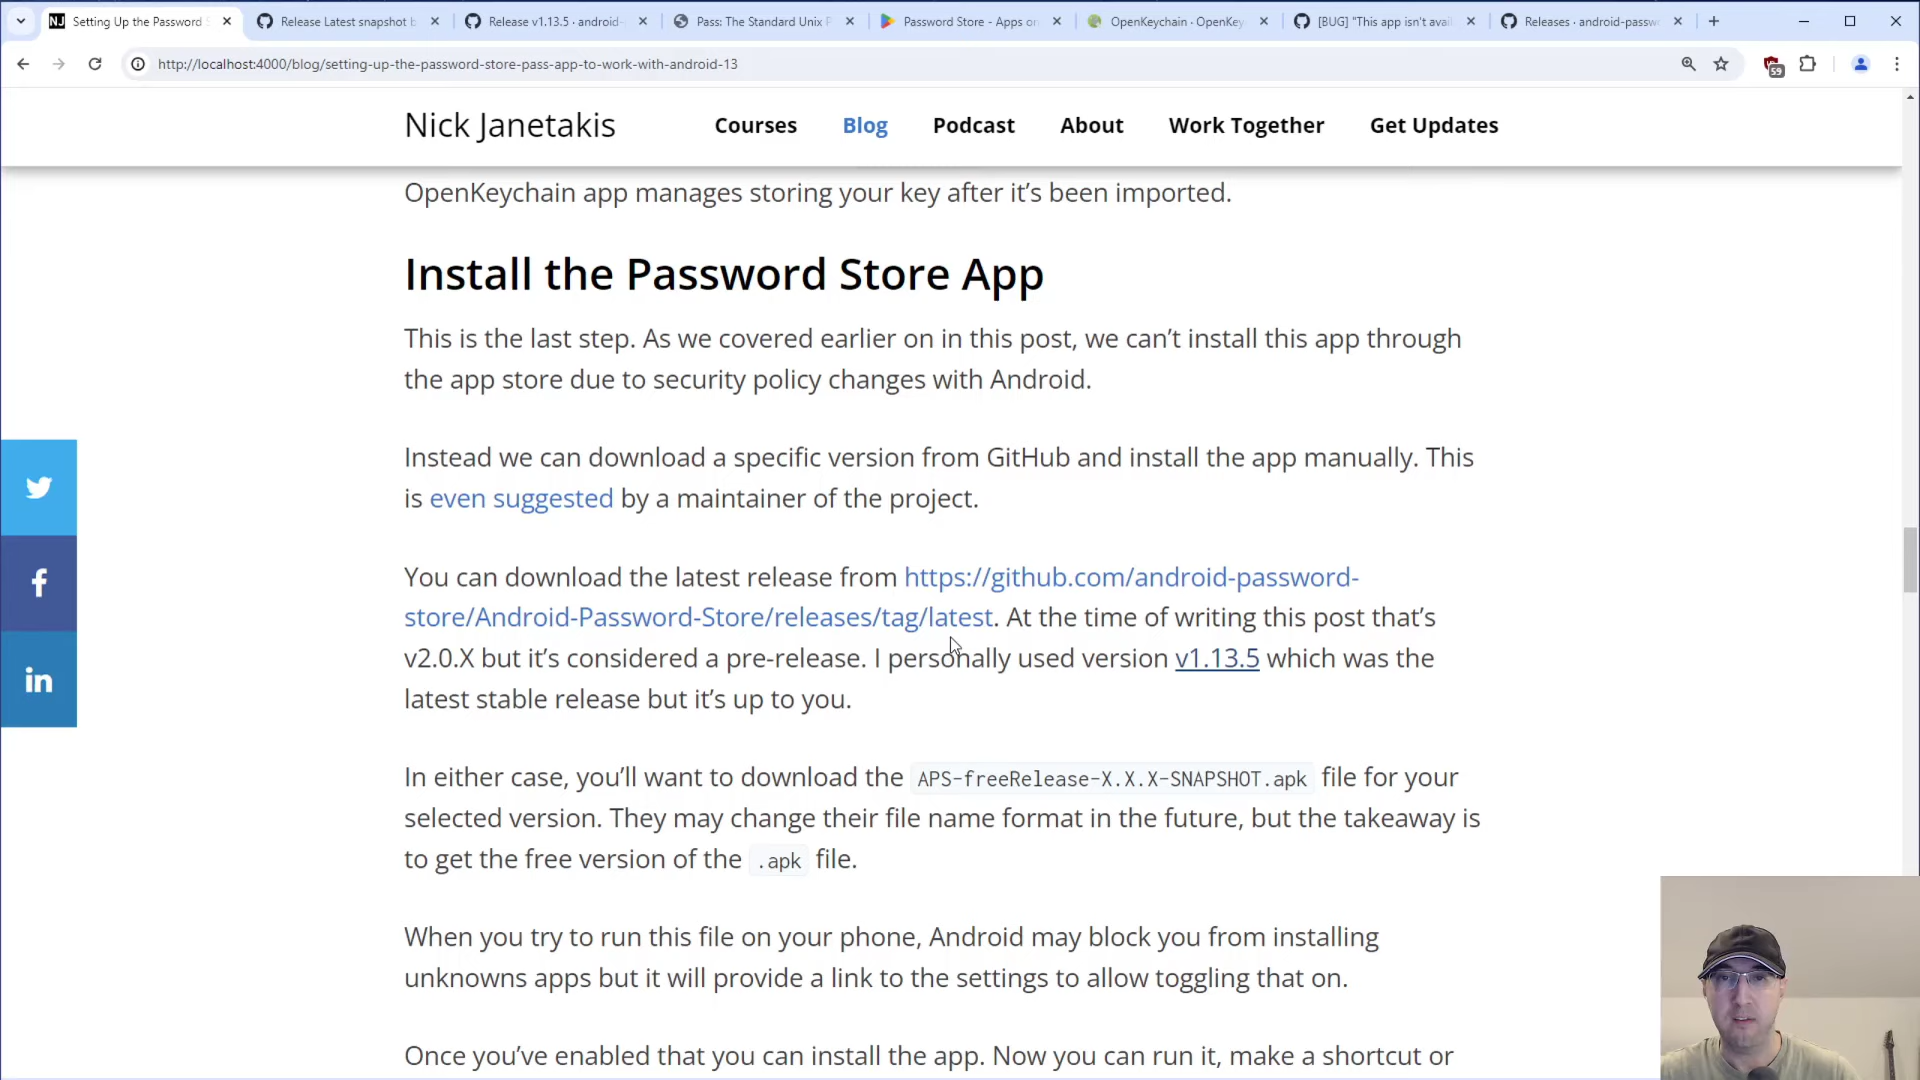 NJ Setting Up the Password S
Release Latest snapshot b
Release v1.13.5 · android-
Pass: The Standard Unix P
Password Store - Apps on
OpenKeychain · OpenKey
[BUG] "This app isn't avai
Releases · android-passw
http://localhost:4000/blog/setting-up-the-password-store-pass-app-to-work-with-android-13
59
Nick Janetakis Courses Blog Podcast About Work Together Get Updates
OpenKeychain app manages storing your key after it's been imported.
Install the Password Store App
This is the last step. As we covered earlier on in this post, we can't install this app through
the app store due to security policy changes with Android.
Instead we can download a specific version from GitHub and install the app manually. This
is even suggested by a maintainer of the project.
You can download the latest release from https://github.com/android-password-
store/Android-Password-Store/releases/tag/latest. At the time of writing this post that's
v2.0.X but it's considered a pre-release. I personally used version v1.13.5 which was the
latest stable release but it's up to you.
In either case, you'll want to download the APS-freeRelease-X.X.X-SNAPSHOT.apk file for your
selected version. They may change their file name format in the future, but the takeaway is
to get the free version of the .apk file.
When you try to run this file on your phone, Android may block you from installing
unknowns apps but it will provide a link to the settings to allow toggling that on.
Once you've enabled that you can install the app. Now you can run it, make a shortcut or